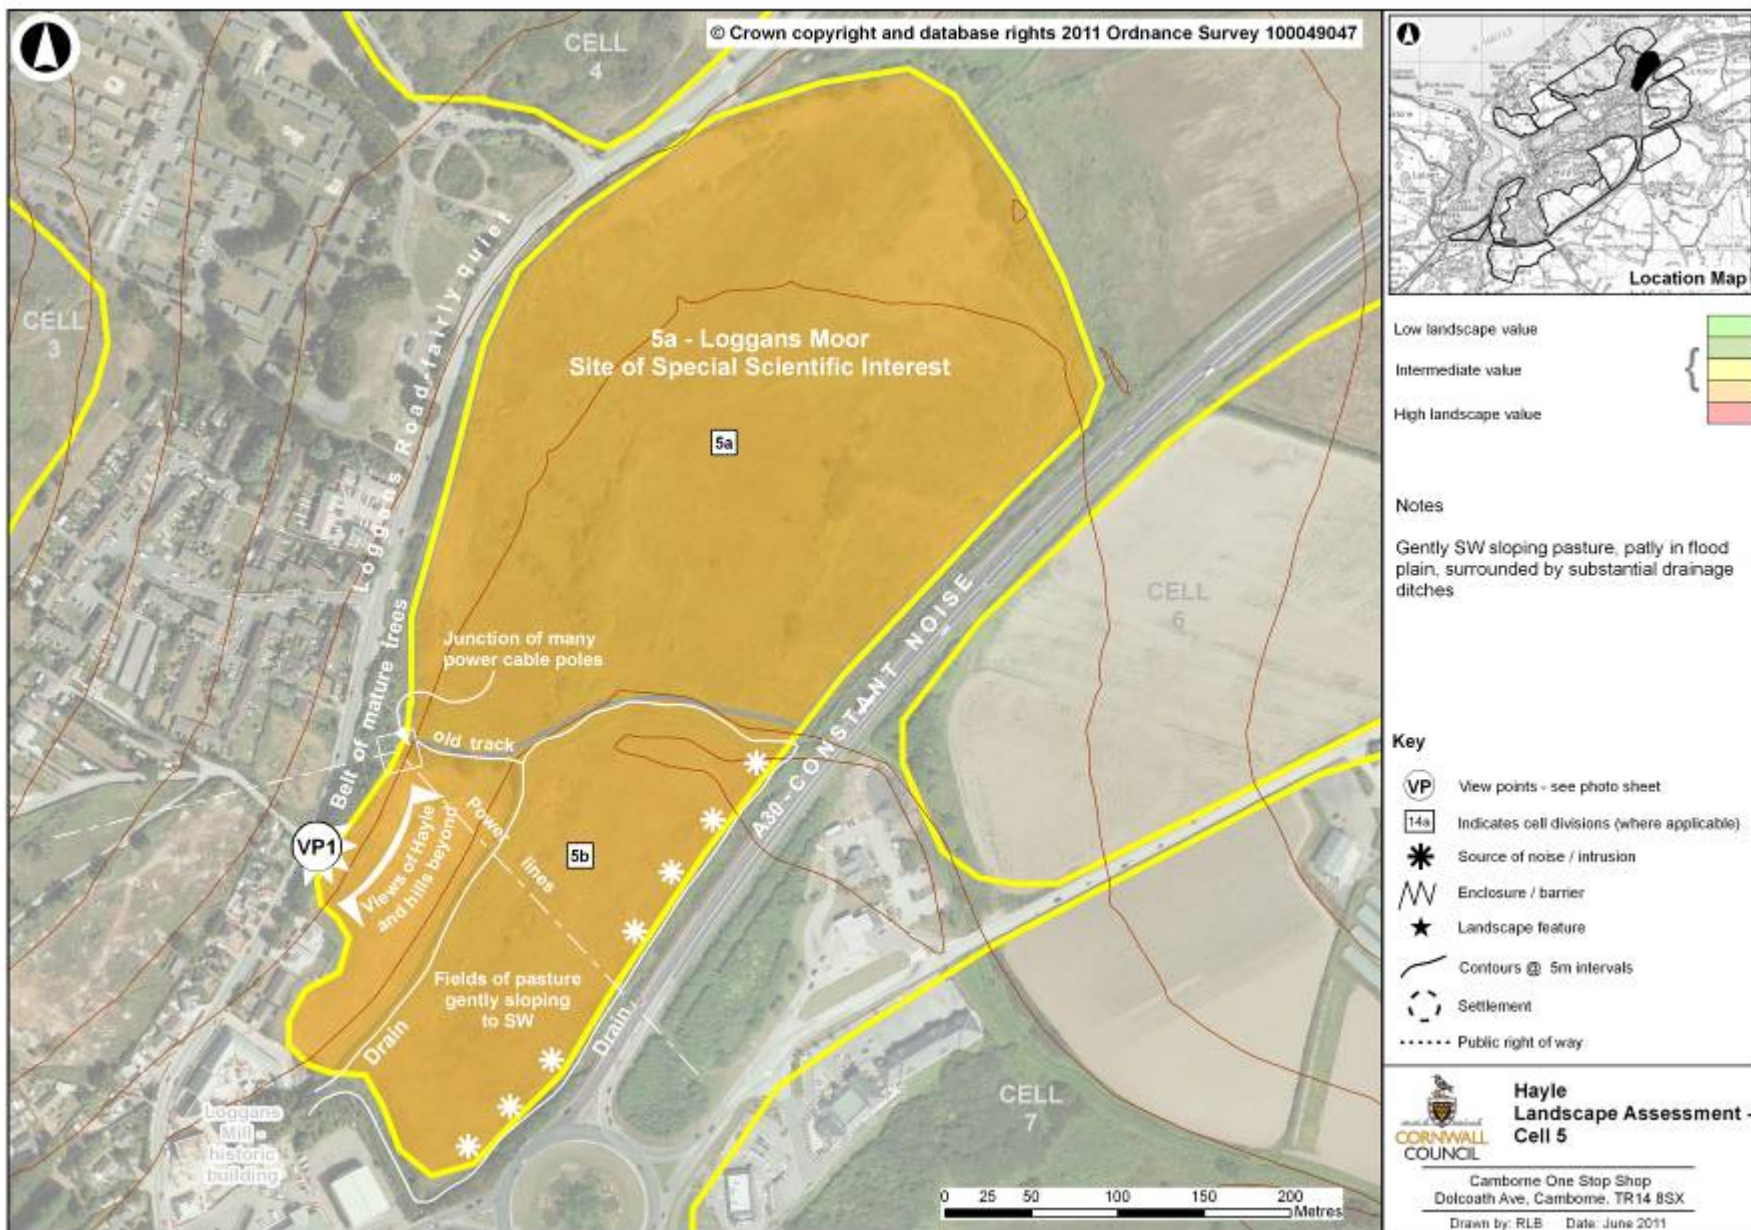 © Crown copyright and database rights 2011 Ordnance Survey 100049047
CELL
4
CELL
3
Loggans Road fairly quiet
5a - Loggans Moor
Site of Special Scientific Interest
5a
Belt of mature trees
Junction of many
power cable poles
old track
A30 - CONSTANT NOISE
CELL
6
VP1
Views of Hayle
and hills beyond
Power
lines
5b
Fields of pasture
gently sloping
to SW
Drain
Drain
Loggans
Mill -
historic
building
CELL
7
0 25 50 100 150 200
Metres
Location Map
Low landscape value
Intermediate value
{
High landscape value
Notes
Gently SW sloping pasture, patly in flood
plain, surrounded by substantial drainage
ditches
Key
VP View points - see photo sheet
14a Indicates cell divisions (where applicable)
Source of noise / intrusion
Enclosure / barrier
Landscape feature
Contours @ 5m intervals
Settlement
Public right of way
CORNWALL
COUNCIL
Hayle
Landscape Assessment -
Cell 5
Camborne One Stop Shop
Dolcoath Ave, Camborne. TR14 8SX
Drawn by: RLB Date: June 2011